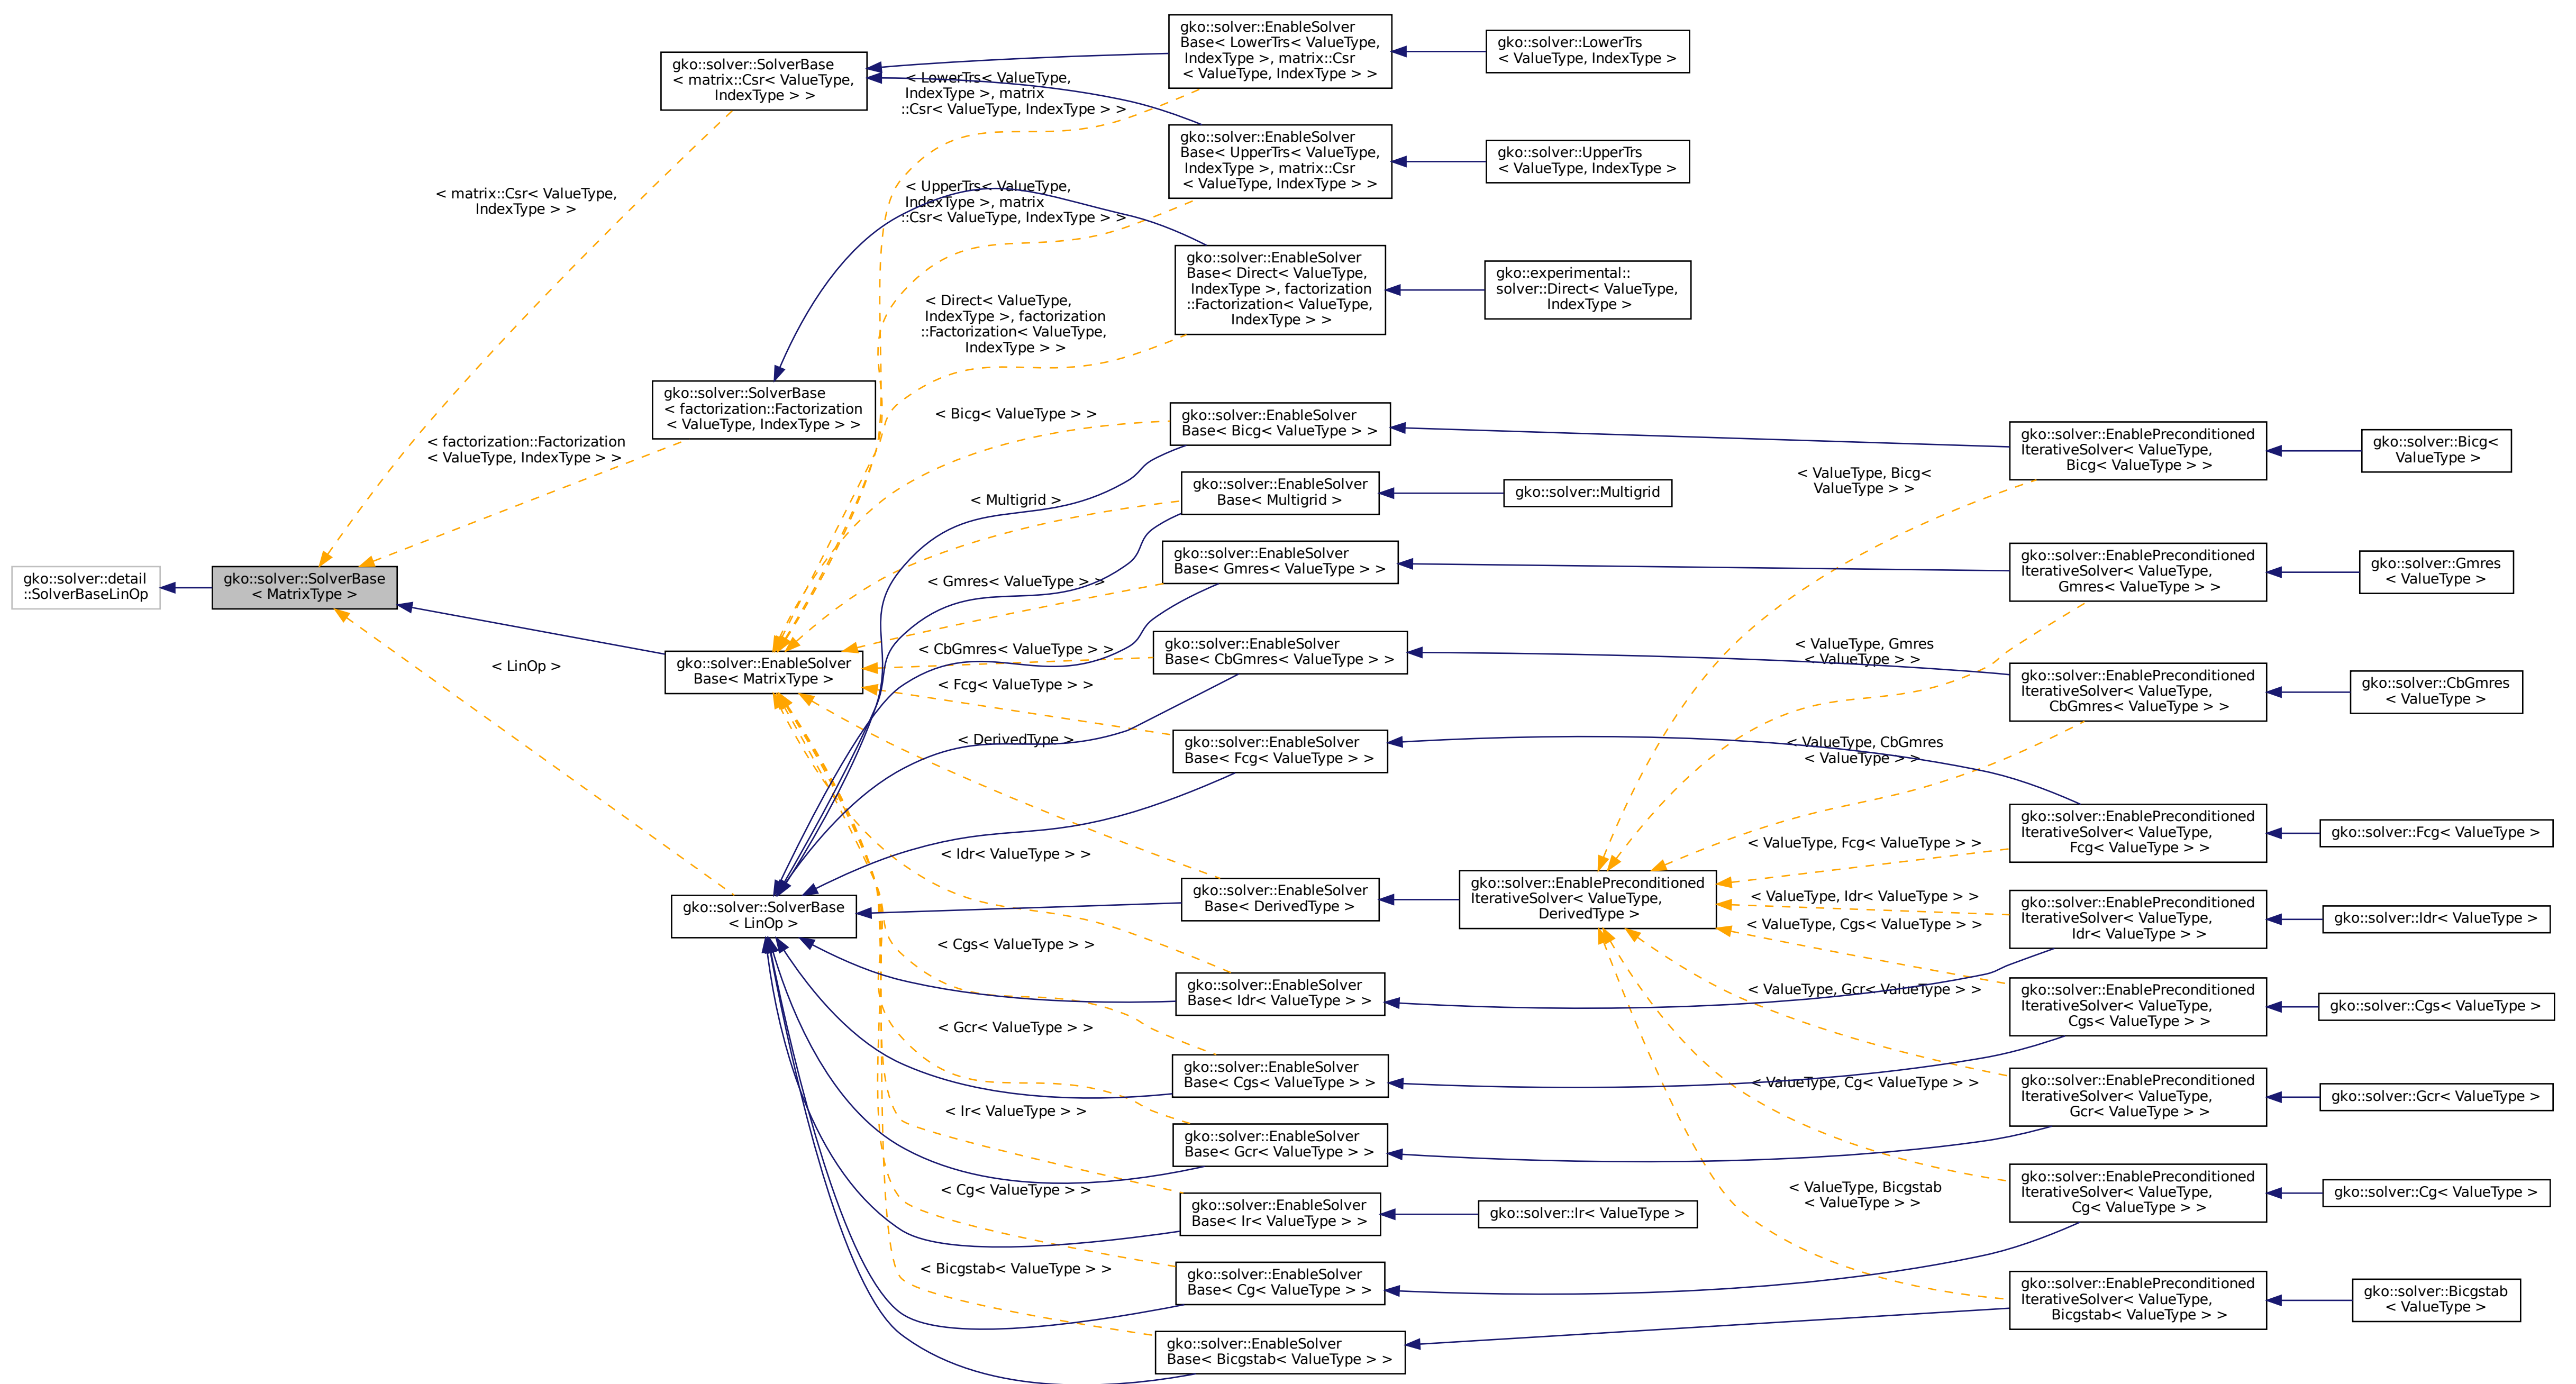 gko::solver::detail
::SolverBaseLinOp
gko::solver::SolverBase
< MatrixType >
< matrix::Csr< ValueType,
IndexType > >
< factorization::Factorization
< ValueType, IndexType > >
< LinOp >
gko::solver::SolverBase
< matrix::Csr< ValueType,
IndexType > >
gko::solver::SolverBase
< factorization::Factorization
< ValueType, IndexType > >
gko::solver::EnableSolver
Base< MatrixType >
gko::solver::SolverBase
< LinOp >
< LowerTrs< ValueType,
IndexType >, matrix
::Csr< ValueType, IndexType > >
< UpperTrs< ValueType,
IndexType >, matrix
::Csr< ValueType, IndexType > >
< Direct< ValueType,
IndexType >, factorization
::Factorization< ValueType,
IndexType > >
< Bicg< ValueType > >
< Multigrid >
< Gmres< ValueType > >
< CbGmres< ValueType > >
< Fcg< ValueType > >
< DerivedType >
< Idr< ValueType > >
< Cgs< ValueType > >
< Gcr< ValueType > >
< Ir< ValueType > >
< Cg< ValueType > >
< Bicgstab< ValueType > >
gko::solver::EnableSolver
Base< LowerTrs< ValueType,
IndexType >, matrix::Csr
< ValueType, IndexType > >
gko::solver::EnableSolver
Base< UpperTrs< ValueType,
IndexType >, matrix::Csr
< ValueType, IndexType > >
gko::solver::EnableSolver
Base< Direct< ValueType,
IndexType >, factorization
::Factorization< ValueType,
IndexType > >
gko::solver::EnableSolver
Base< Bicg< ValueType > >
gko::solver::EnableSolver
Base< Multigrid >
gko::solver::EnableSolver
Base< Gmres< ValueType > >
gko::solver::EnableSolver
Base< CbGmres< ValueType > >
gko::solver::EnableSolver
Base< Fcg< ValueType > >
gko::solver::EnableSolver
Base< DerivedType >
gko::solver::EnableSolver
Base< Idr< ValueType > >
gko::solver::EnableSolver
Base< Cgs< ValueType > >
gko::solver::EnableSolver
Base< Gcr< ValueType > >
gko::solver::EnableSolver
Base< Ir< ValueType > >
gko::solver::EnableSolver
Base< Cg< ValueType > >
gko::solver::EnableSolver
Base< Bicgstab< ValueType > >
gko::solver::LowerTrs
< ValueType, IndexType >
gko::solver::UpperTrs
< ValueType, IndexType >
gko::experimental::
solver::Direct< ValueType,
IndexType >
gko::solver::Multigrid
gko::solver::EnablePreconditioned
IterativeSolver< ValueType,
DerivedType >
gko::solver::Ir< ValueType >
< ValueType, Bicg<
ValueType > >
< ValueType, Gmres
< ValueType > >
< ValueType, CbGmres
< ValueType > >
< ValueType, Fcg< ValueType > >
< ValueType, Idr< ValueType > >
< ValueType, Cgs< ValueType > >
< ValueType, Gcr< ValueType > >
< ValueType, Cg< ValueType > >
< ValueType, Bicgstab
< ValueType > >
gko::solver::EnablePreconditioned
IterativeSolver< ValueType,
Bicg< ValueType > >
gko::solver::EnablePreconditioned
IterativeSolver< ValueType,
Gmres< ValueType > >
gko::solver::EnablePreconditioned
IterativeSolver< ValueType,
CbGmres< ValueType > >
gko::solver::EnablePreconditioned
IterativeSolver< ValueType,
Fcg< ValueType > >
gko::solver::EnablePreconditioned
IterativeSolver< ValueType,
Idr< ValueType > >
gko::solver::EnablePreconditioned
IterativeSolver< ValueType,
Cgs< ValueType > >
gko::solver::EnablePreconditioned
IterativeSolver< ValueType,
Gcr< ValueType > >
gko::solver::EnablePreconditioned
IterativeSolver< ValueType,
Cg< ValueType > >
gko::solver::EnablePreconditioned
IterativeSolver< ValueType,
Bicgstab< ValueType > >
gko::solver::Bicg<
ValueType >
gko::solver::Gmres
< ValueType >
gko::solver::CbGmres
< ValueType >
gko::solver::Fcg< ValueType >
gko::solver::Idr< ValueType >
gko::solver::Cgs< ValueType >
gko::solver::Gcr< ValueType >
gko::solver::Cg< ValueType >
gko::solver::Bicgstab
< ValueType >